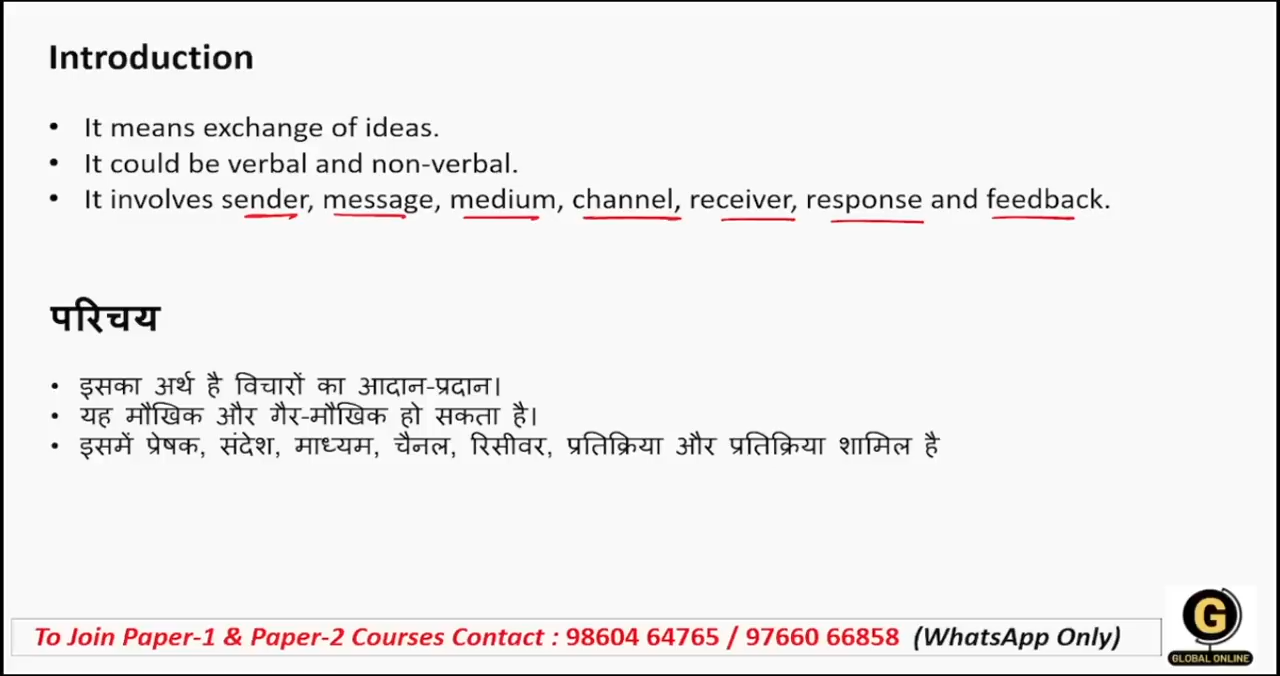 Introduction
• It means exchange of ideas.
• It could be verbal and non-verbal.
• It involves sender, message, medium, channel, receiver, response and feedback.
परिचय
• इसका अर्थ है विचारों का आदान-प्रदान।
• यह मौखिक और गैर-मौखिक हो सकता है।
• इसमें प्रेषक, संदेश, माध्यम, चैनल, रिसीवर, प्रतिक्रिया और प्रतिक्रिया शामिल है
To Join Paper-1 & Paper-2 Courses Contact : 98604 64765 / 97660 66858 (WhatsApp Only)
G
GLOBAL ONLINE